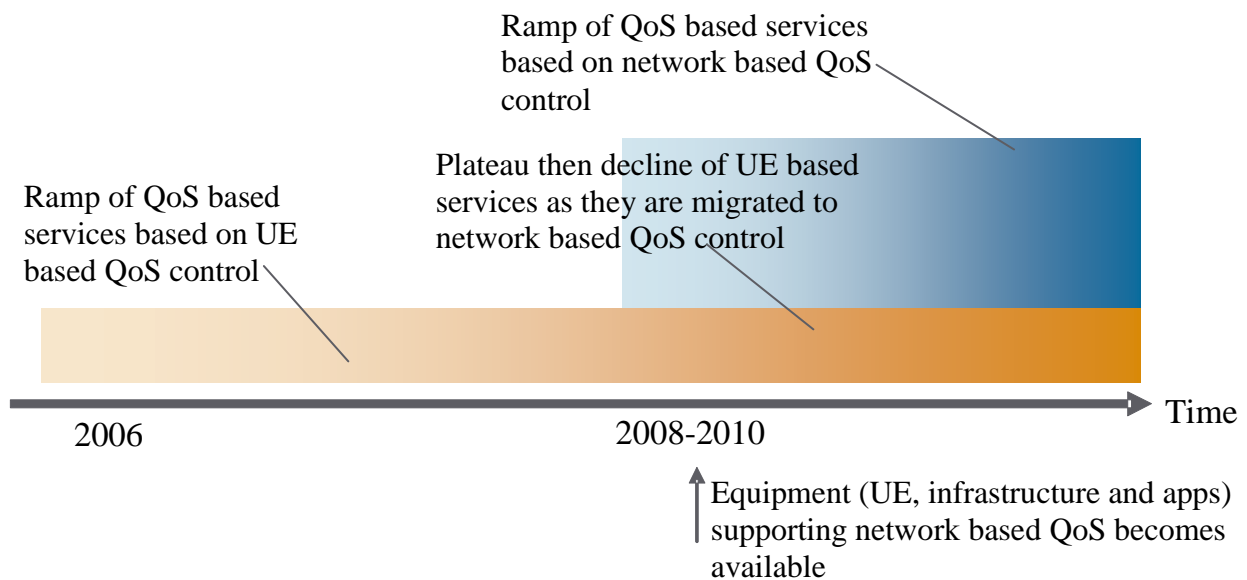 Ramp of QoS based services
based on network based QoS
control
Plateau then decline of UE based
services as they are migrated to
network based QoS control
Ramp of QoS based
services based on UE
based QoS control
Time
2006
2008-2010
Equipment (UE, infrastructure and apps)
supporting network based QoS becomes
available